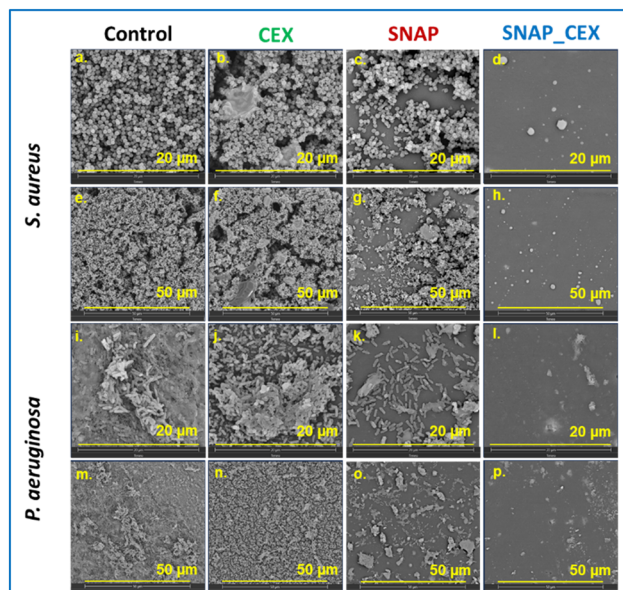 Control CEX SNAP SNAP_CEX
S. aureus
a. b. c. d.
20 μm 20 μm 20 μm 20 μm
e. f. g. h.
50 μm 50 μm 50 μm 50 μm
P. aeruginosa
i. j. k. l.
20 μm 20 μm 20 μm 20 μm
m. n. o. p.
50 μm 50 μm 50 μm 50 μm